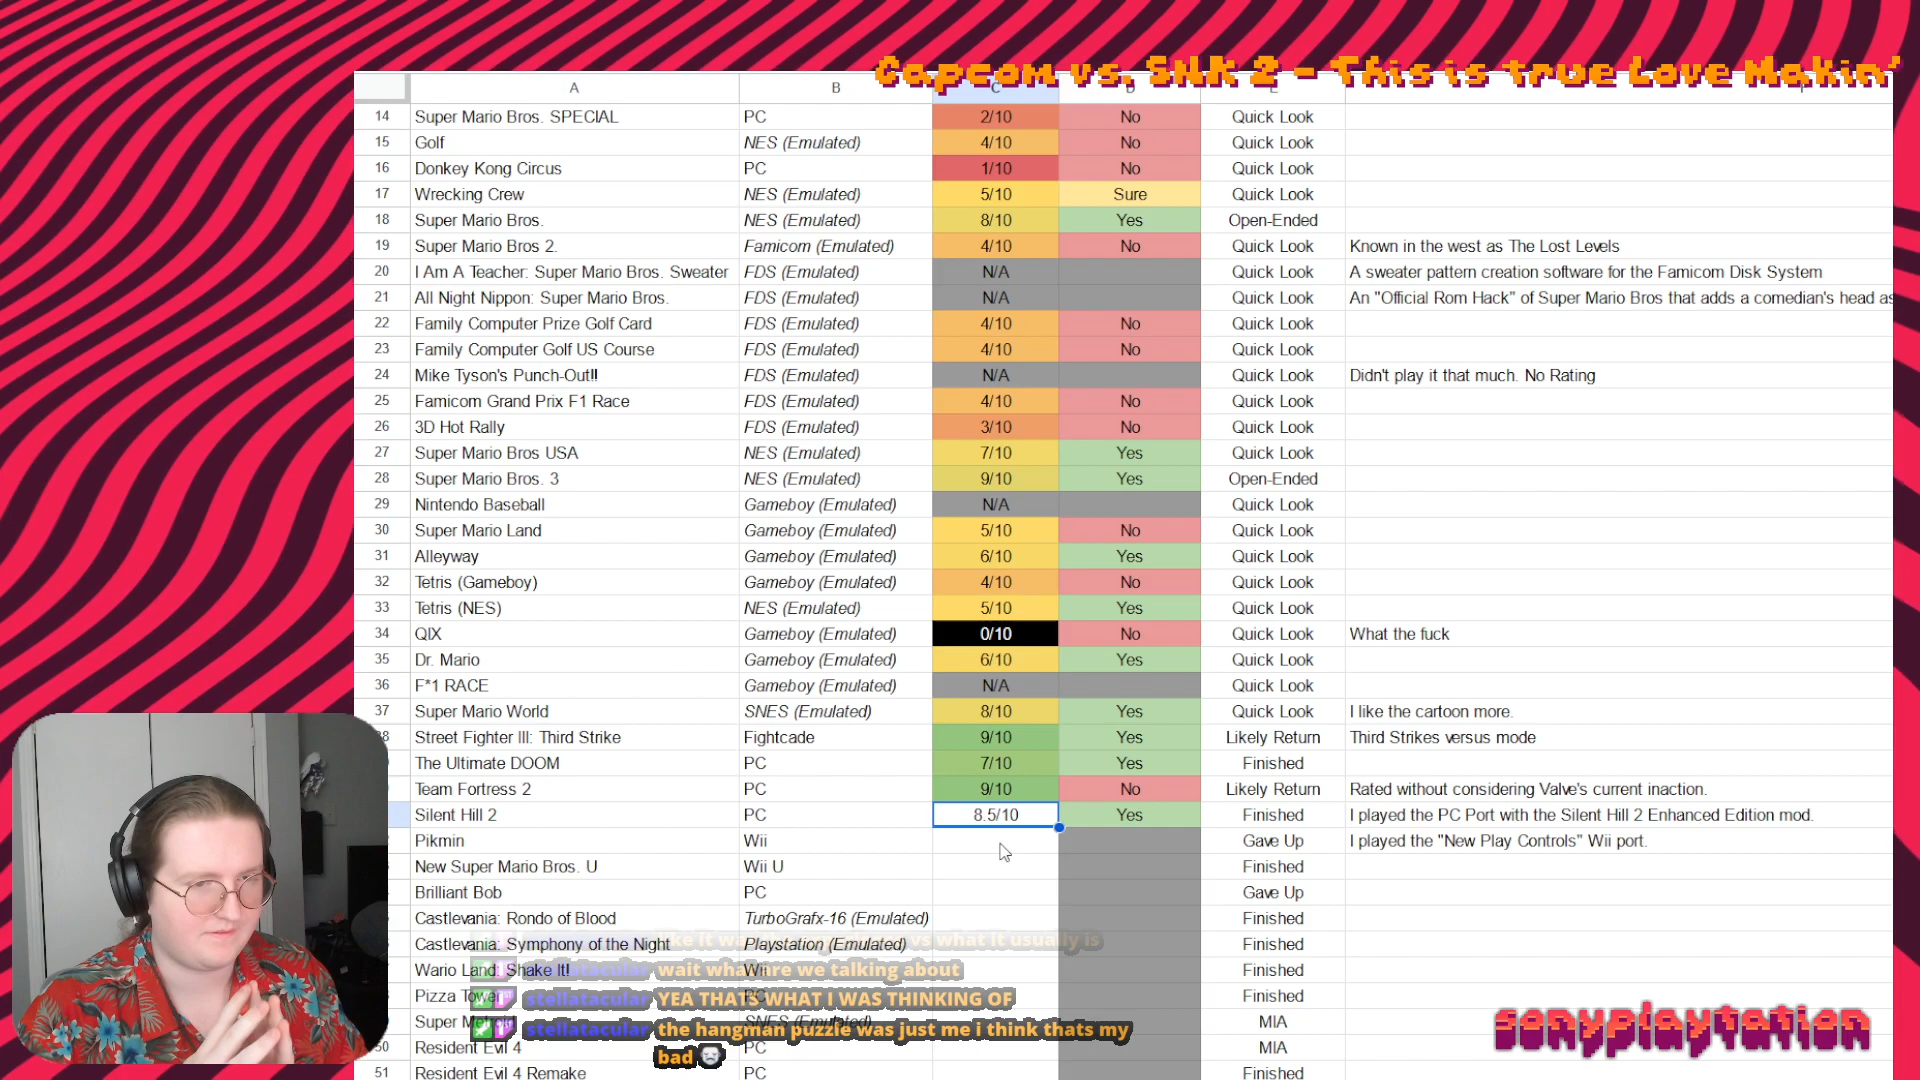 Capcom vs. SNK 2 - This is true Love Makin'
A B C D E F
14 Super Mario Bros. SPECIAL PC 2/10 No Quick Look
15 Golf NES (Emulated) 4/10 No Quick Look
16 Donkey Kong Circus PC 1/10 No Quick Look
17 Wrecking Crew NES (Emulated) 5/10 Sure Quick Look
18 Super Mario Bros. NES (Emulated) 8/10 Yes Open-Ended
19 Super Mario Bros 2. Famicom (Emulated) 4/10 No Quick Look Known in the west as The Lost Levels
20 I Am A Teacher: Super Mario Bros. Sweater FDS (Emulated) N/A Quick Look A sweater pattern creation software for the Famicom Disk System
21 All Night Nippon: Super Mario Bros. FDS (Emulated) N/A Quick Look An "Official Rom Hack" of Super Mario Bros that adds a comedian's head as
22 Family Computer Prize Golf Card FDS (Emulated) 4/10 No Quick Look
23 Family Computer Golf US Course FDS (Emulated) 4/10 No Quick Look
24 Mike Tyson's Punch-Out!! FDS (Emulated) N/A Quick Look Didn't play it that much. No Rating
25 Famicom Grand Prix F1 Race FDS (Emulated) 4/10 No Quick Look
26 3D Hot Rally FDS (Emulated) 3/10 No Quick Look
27 Super Mario Bros USA NES (Emulated) 7/10 Yes Quick Look
28 Super Mario Bros. 3 NES (Emulated) 9/10 Yes Open-Ended
29 Nintendo Baseball Gameboy (Emulated) N/A Quick Look
30 Super Mario Land Gameboy (Emulated) 5/10 No Quick Look
31 Alleyway Gameboy (Emulated) 6/10 Yes Quick Look
32 Tetris (Gameboy) Gameboy (Emulated) 4/10 No Quick Look
33 Tetris (NES) NES (Emulated) 5/10 Yes Quick Look
34 QIX Gameboy (Emulated) 0/10 No Quick Look What the fuck
35 Dr. Mario Gameboy (Emulated) 6/10 Yes Quick Look
36 F*1 RACE Gameboy (Emulated) N/A Quick Look
37 Super Mario World SNES (Emulated) 8/10 Yes Quick Look I like the cartoon more.
38 Street Fighter III: Third Strike Fightcade 9/10 Yes Likely Return Third Strikes versus mode
The Ultimate DOOM PC 7/10 Yes Finished
Team Fortress 2 PC 9/10 No Likely Return Rated without considering Valve's current inaction.
Silent Hill 2 PC 8.5/10 Yes Finished I played the PC Port with the Silent Hill 2 Enhanced Edition mod.
Pikmin Wii Gave Up I played the "New Play Controls" Wii port.
New Super Mario Bros. U Wii U Finished
Brilliant Bob PC Gave Up
Castlevania: Rondo of Blood TurboGrafx-16 (Emulated) Finished
Castlevania: Symphony of the Night Playstation (Emulated) Finished
vs what it usually is
Wario Land: Shake It! Wii Finished
stellatacular wait what are we talking about
Pizza Tower PC Finished
stellatacular YEA THATS WHAT I WAS THINKING OF
Super Metroid SNES (Emulated) MIA
stellatacular the hangman puzzle was just me i think thats my
50 Resident Evil 4 PC MIA
bad
51 Resident Evil 4 Remake PC Finished
sonyplaytation